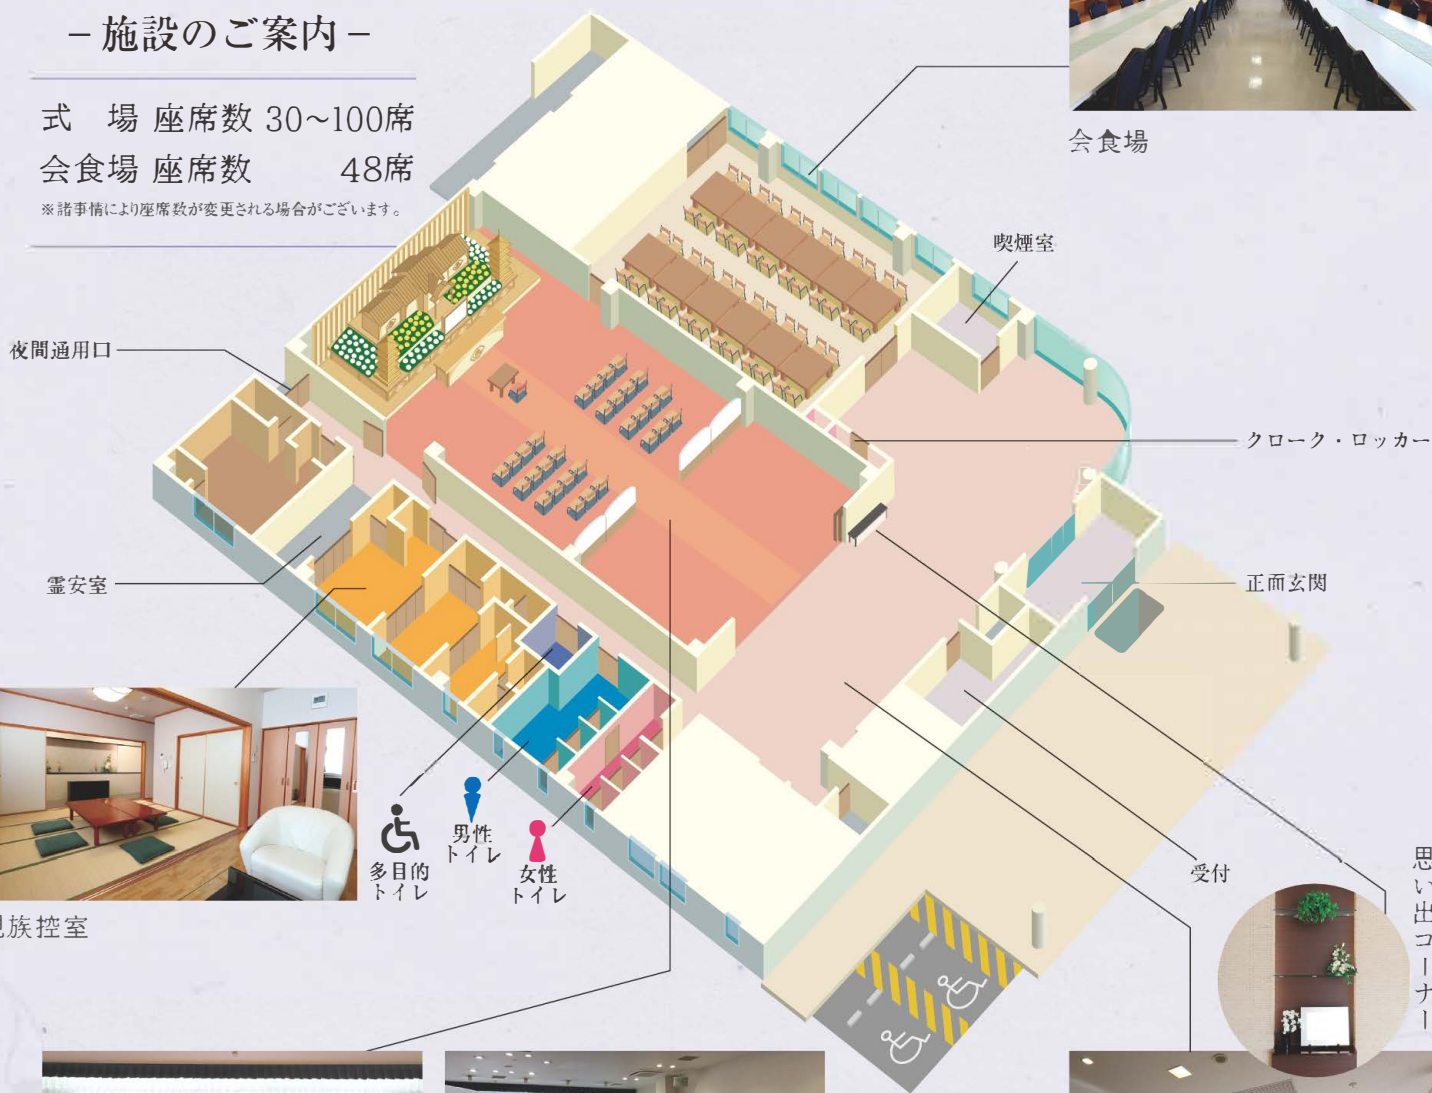 －施設のご案内－
式　場 座席数 30～100席
会食場 座席数　　48席
※諸事情により座席数が変更される場合がございます。
会食場
喫煙室
夜間通用口
クローク・ロッカー
霊安室
正面玄関
多目的
トイレ
男性
トイレ
女性
トイレ
受付
思い出コーナー
族控室